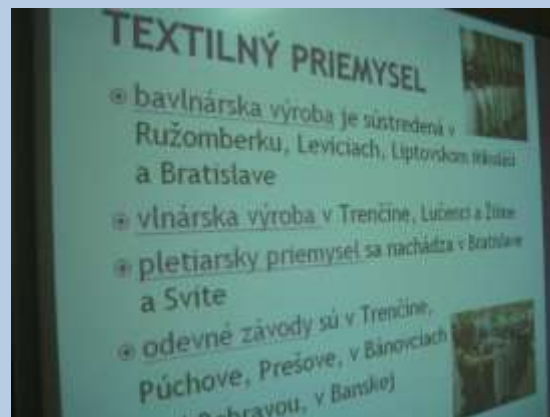 TEXTILNÝ PRIEMYSEL
bavlnárska výroba je sústredená v
Ružomberku, Leviciach, Liptovskom Mikuláši
a Bratislave
vlnárska výroba v Trenčíne, Lučenci a Žiline
pletiarsky priemysel sa nachádza v Bratislave
a Svite
odevné závody sú v Trenčíne,
Púchove, Prešove, v Bánovciach
Bebravou, v Banskej